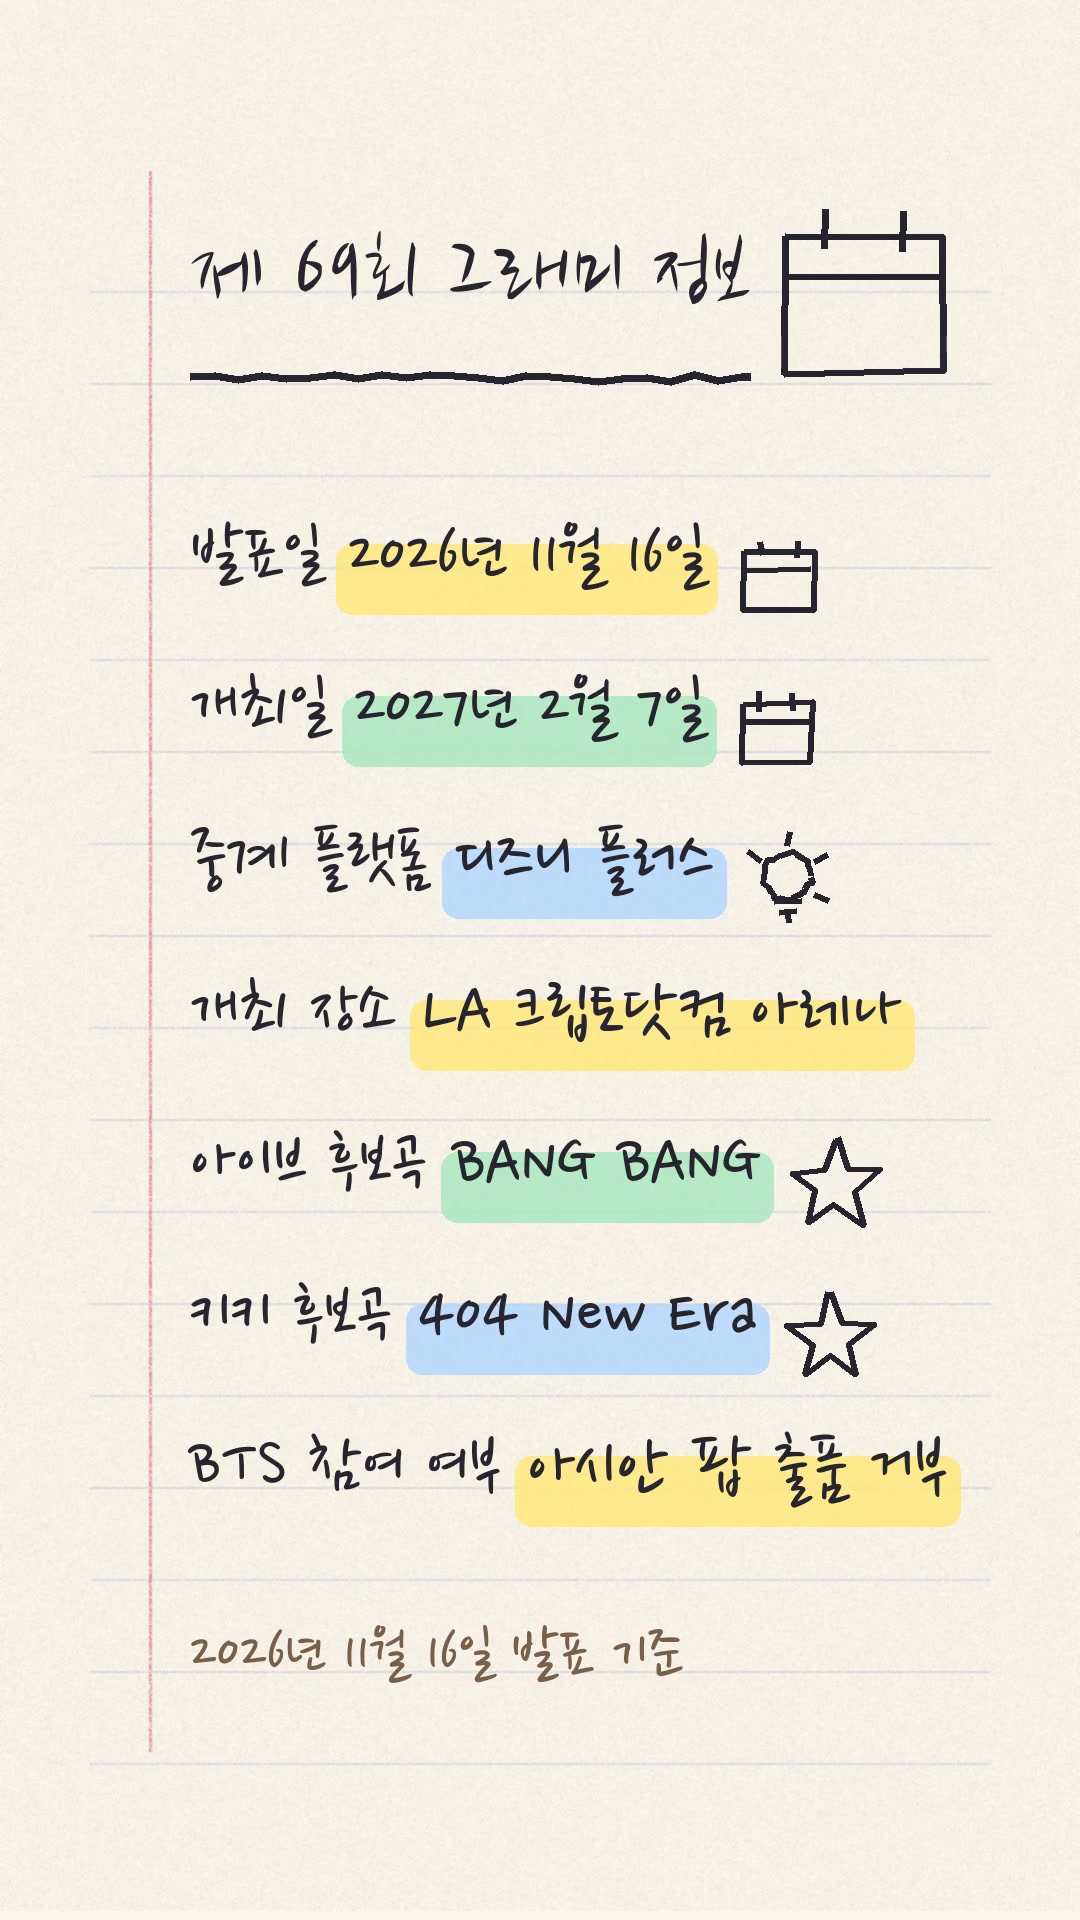 제 69회 그래미 정보
발표일 2026년 11월 16일
개최일 2027년 2월 7일
중계 플랫폼 디즈니 플러스
개최 장소 LA 크립토닷컴 아레나
아이브 후보곡 BANG BANG
키키 후보곡 404 New Era
BTS 참여 여부 아시안 팝 출품 거부
2026년 11월 16일 발표 기준